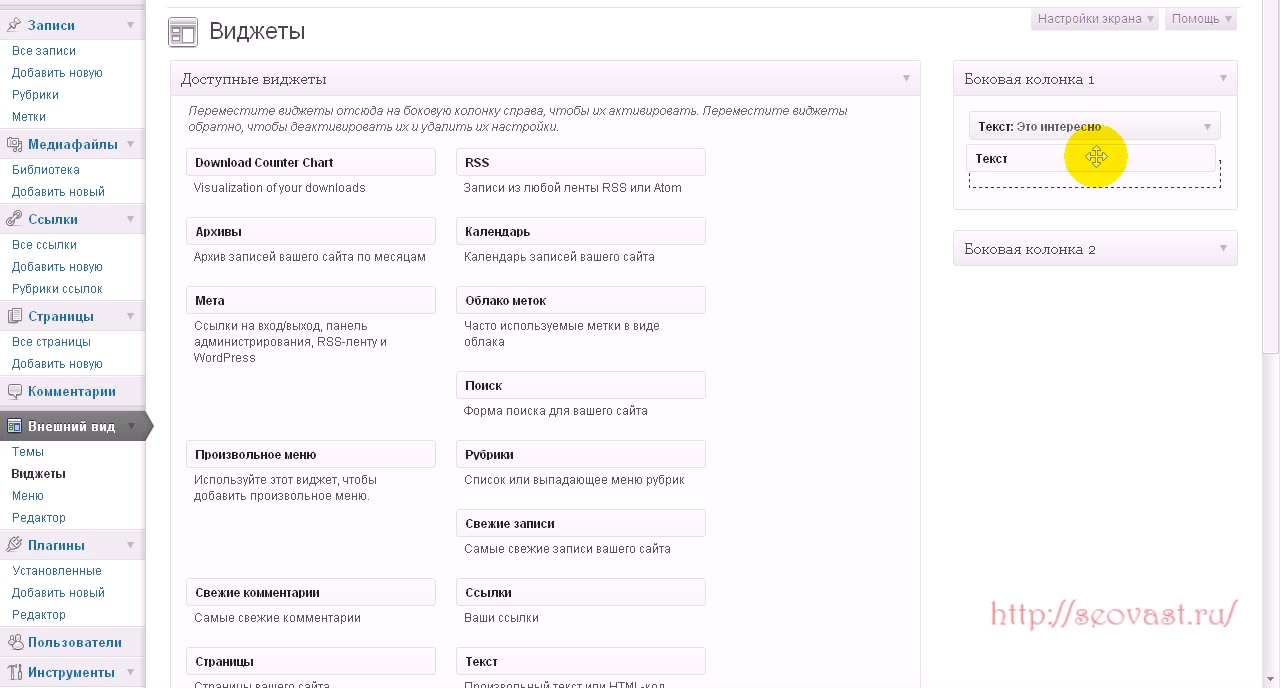 Записи
Все записи
Добавить новую
Рубрики
Метки
Медиафайлы
Библиотека
Добавить новый
Ссылки
Все ссылки
Добавить новую
Рубрики ссылок
Страницы
Все страницы
Добавить новую
Комментарии
Внешний вид
Темы
Виджеты
Меню
Редактор
Плагины
Установленные
Добавить новый
Редактор
Пользователи
Инструменты
Настройки экрана
Помощь
Виджеты
Доступные виджеты
Переместите виджеты отсюда на боковую колонку справа, чтобы их активировать. Переместите виджеты
обратно, чтобы деактивировать их и удалить их настройки.
Download Counter Chart
Visualization of your downloads
RSS
Записи из любой ленты RSS или Atom
Архивы
Архив записей вашего сайта по месяцам
Календарь
Календарь записей вашего сайта
Мета
Ссылки на вход/выход, панель
администрирования, RSS-ленту и
WordPress
Облако меток
Часто используемые метки в виде
облака
Поиск
Форма поиска для вашего сайта
Произвольное меню
Используйте этот виджет, чтобы
добавить произвольное меню.
Рубрики
Список или выпадающее меню рубрик
Свежие записи
Самые свежие записи вашего сайта
Свежие комментарии
Самые свежие комментарии
Ссылки
Ваши ссылки
Страницы
Страницы вашего сайта
Текст
Произвольный текст или HTML-код
Боковая колонка 1
Текст: Это интересно
Текст
Боковая колонка 2
http://seovast.ru/